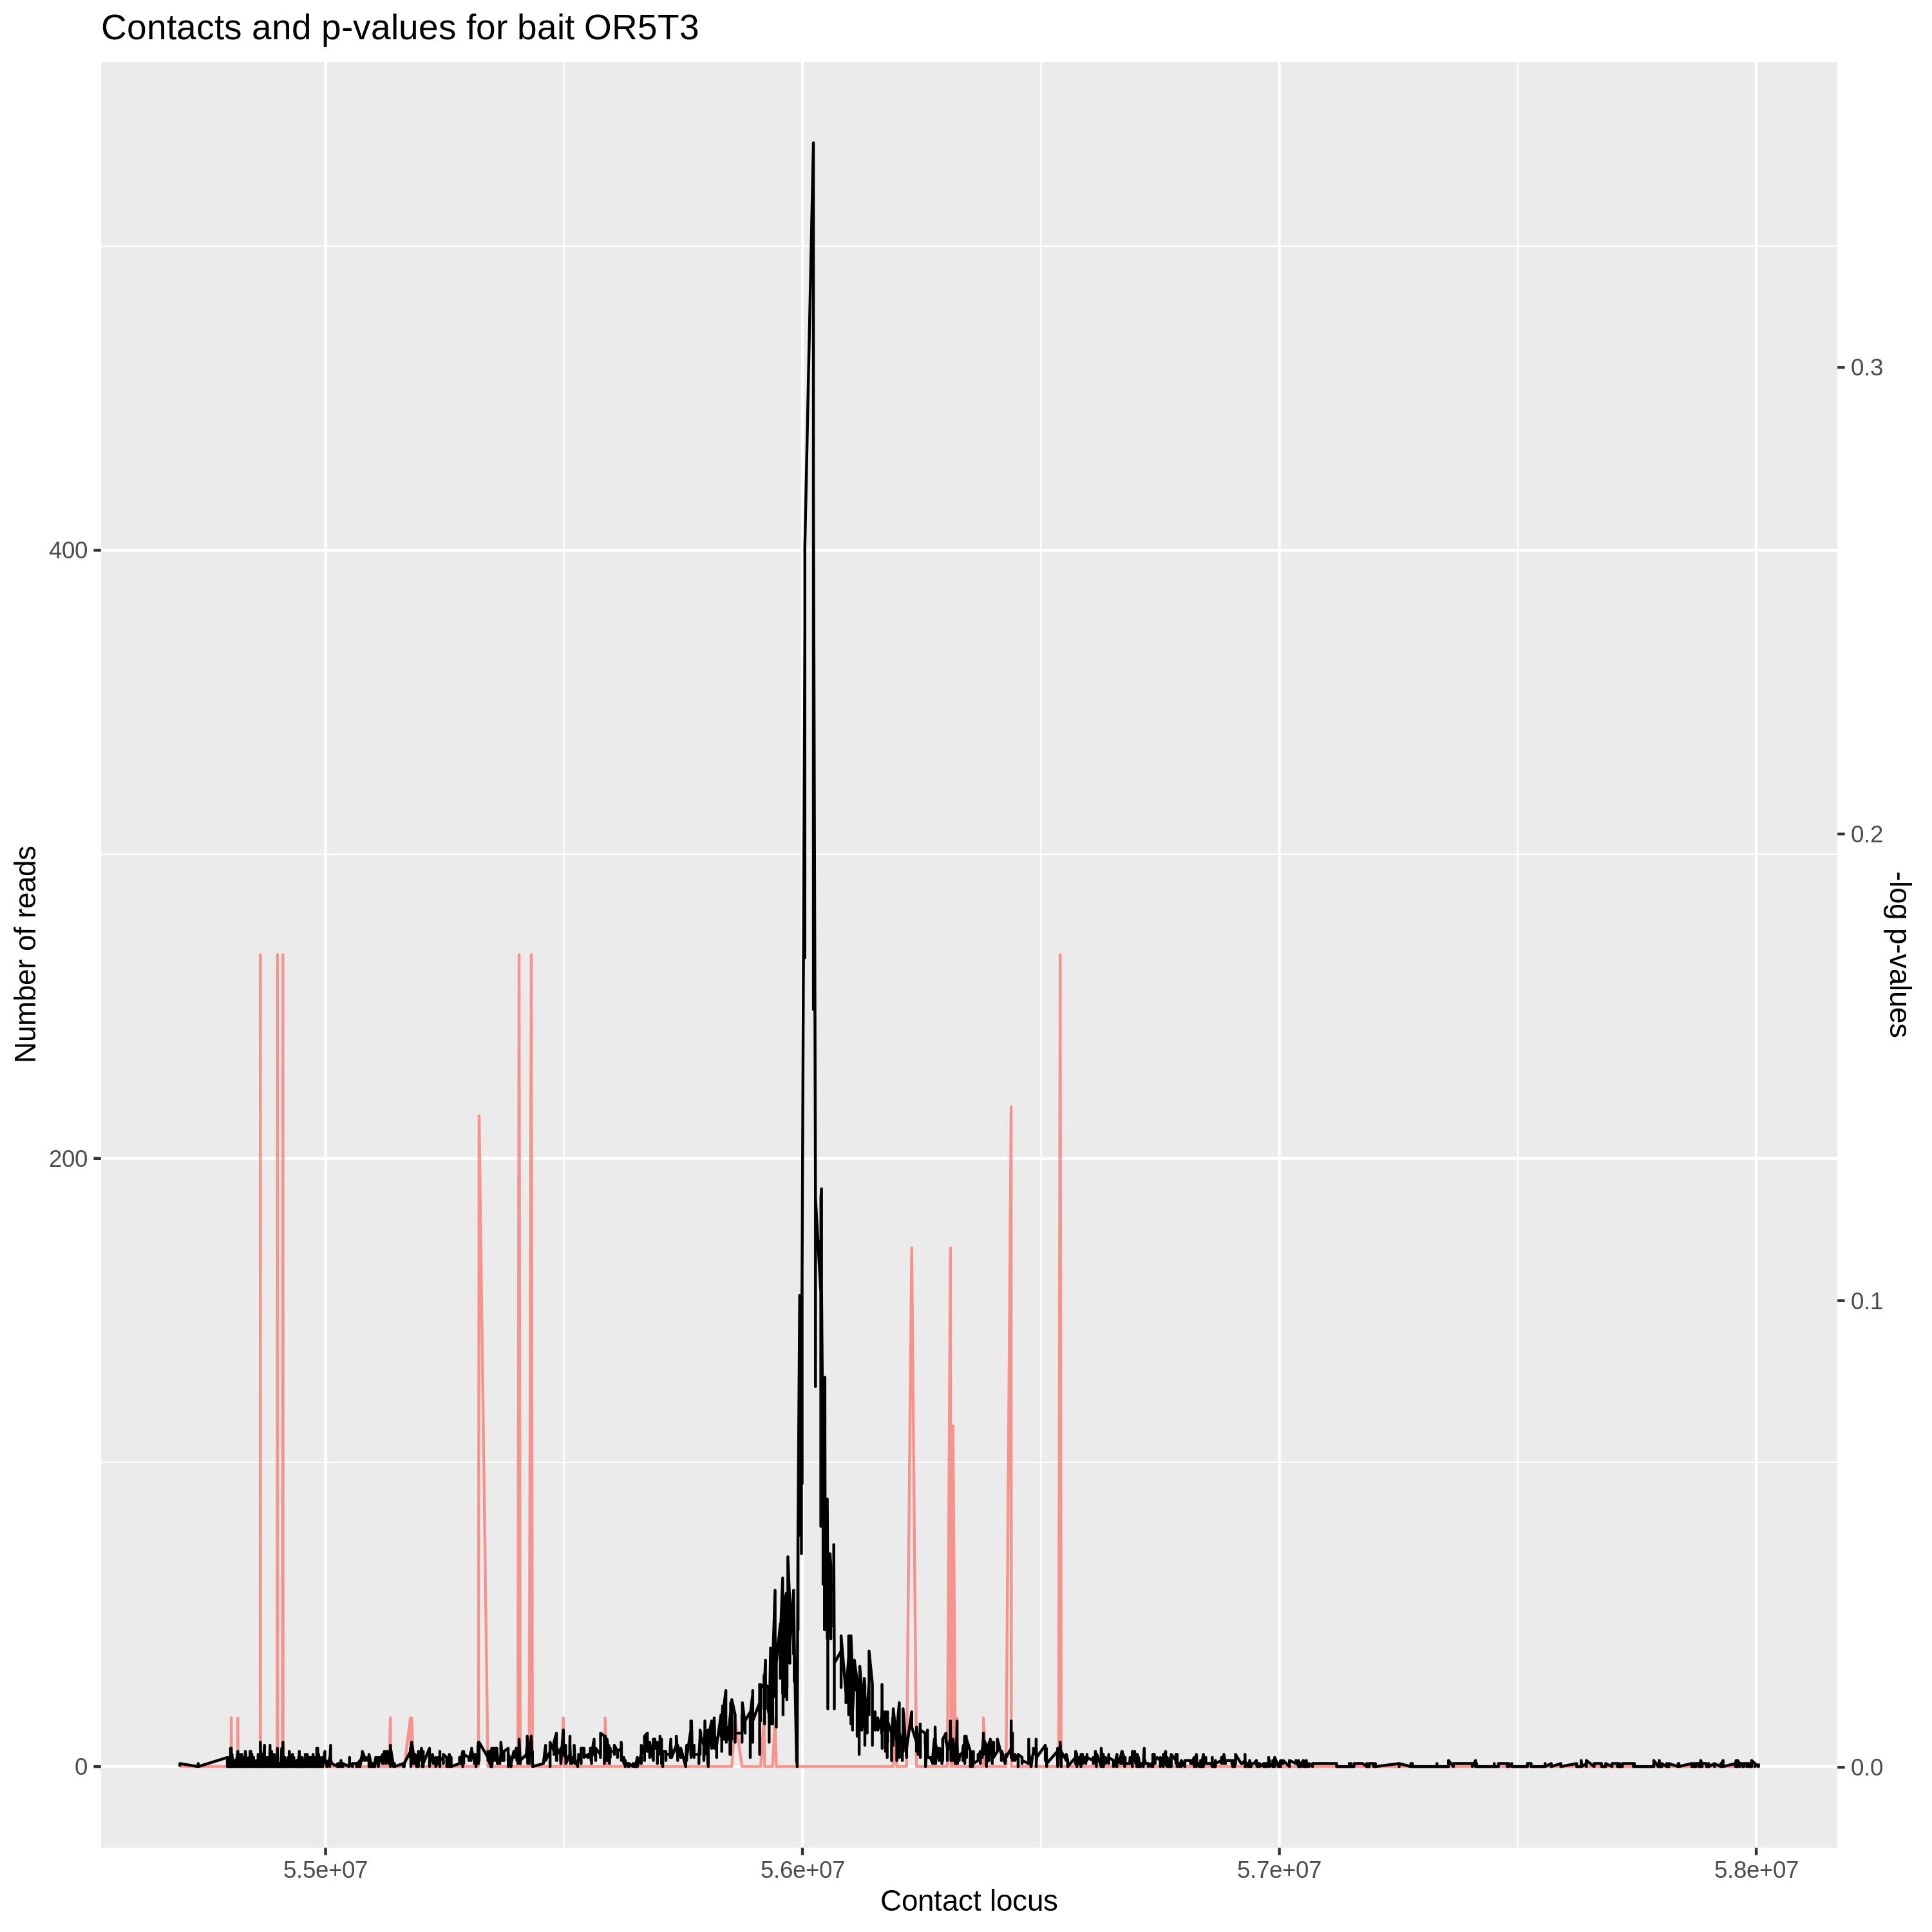 Contacts and p-values for bait OR5T3
Number of reads
400
200
0
0.3
0.2
0.1
0.0
-log p-values
5.5e+07 5.6e+07 5.7e+07 5.8e+07
Contact locus